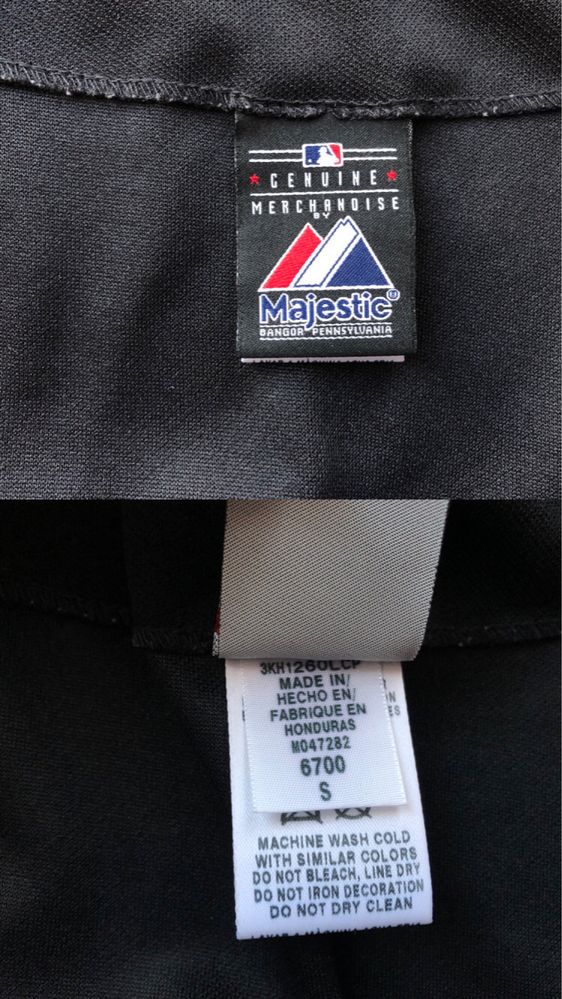 GENUINE
MERCHANDISE
BY
Majestic
BANGOR PENNSYLVANIA
3KH1260LCP
MADE IN/
HECHO EN/
FABRIQUE EN
HONDURAS
M047282
6700
S
MACHINE WASH COLD
WITH SIMILAR COLORS
DO NOT BLEACH, LINE DRY
DO NOT IRON DECORATION
DO NOT DRY CLEAN